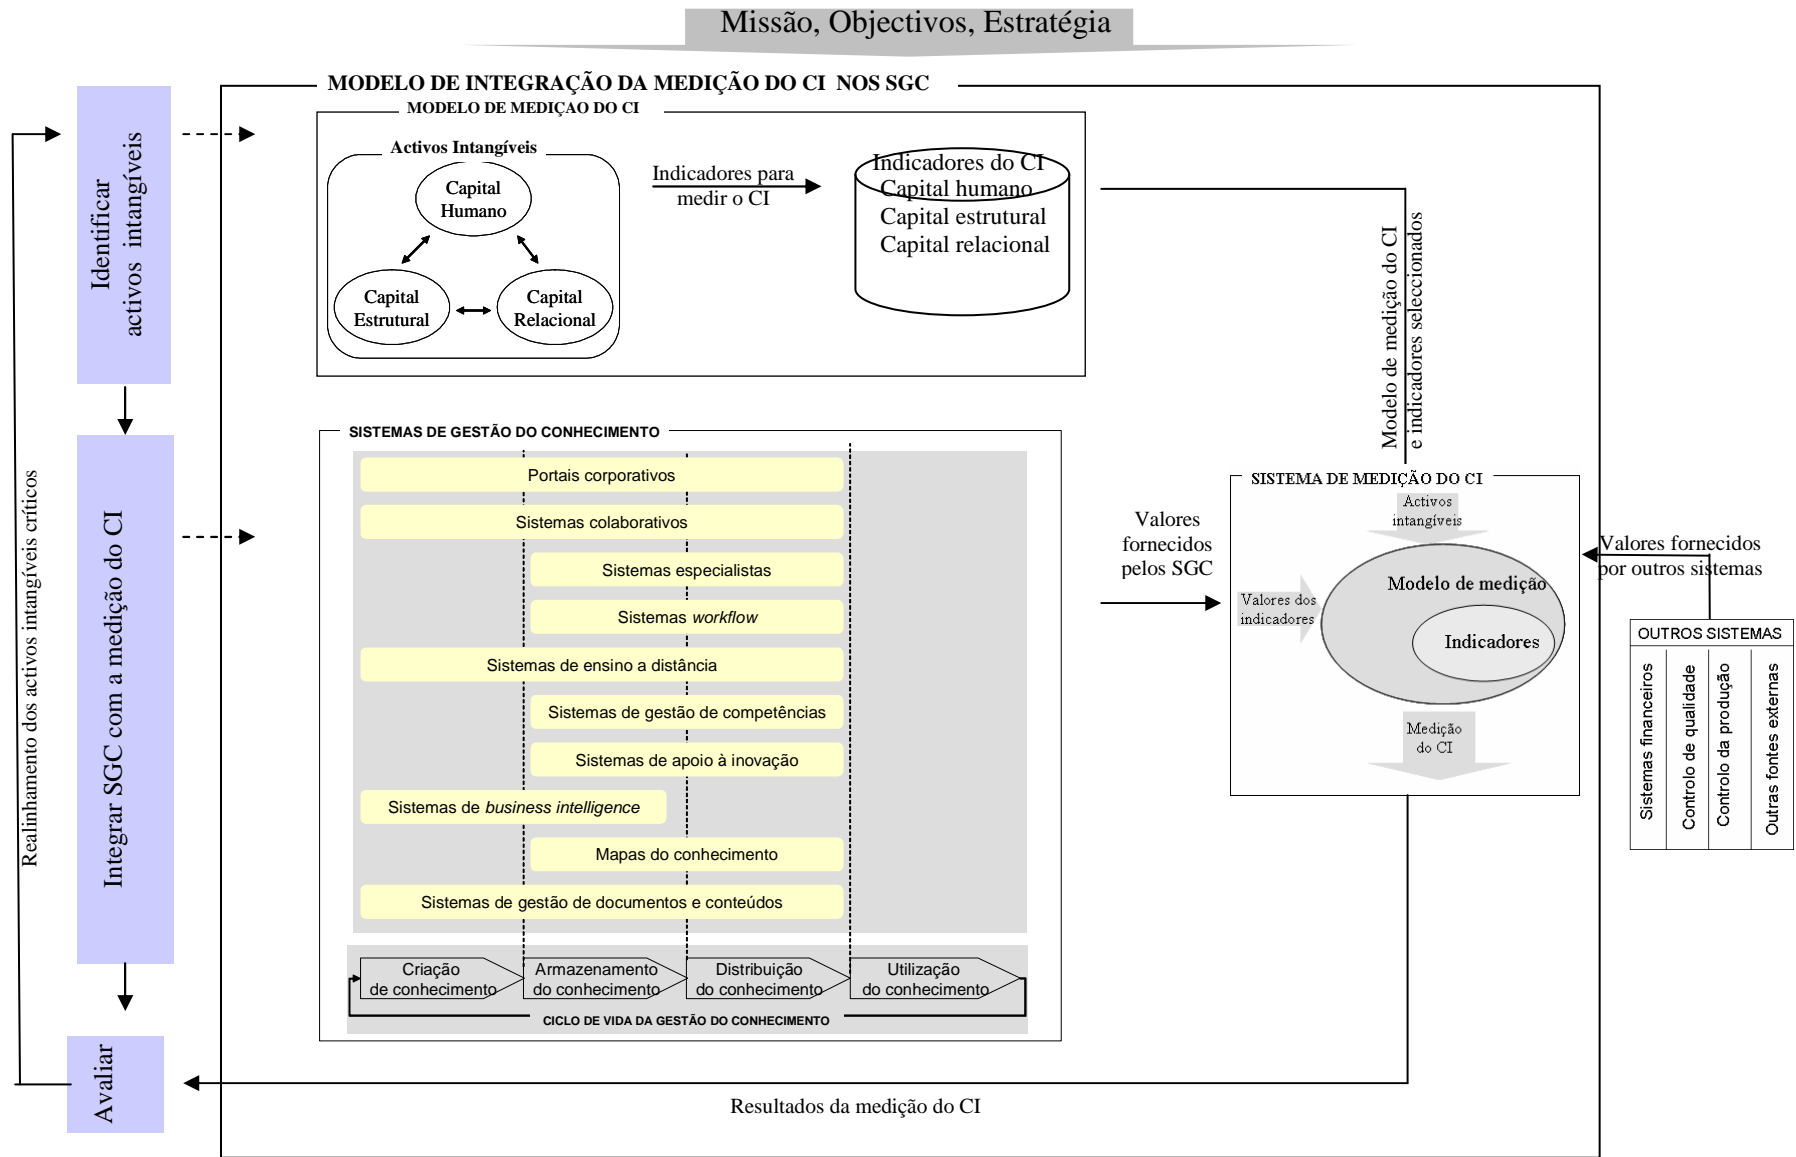 Missão, Objectivos, Estratégia
MODELO DE INTEGRAÇÃO DA MEDIÇÃO DO CI NOS SGC
MODELO DE MEDIÇAO DO CI
Activos Intangíveis
Capital
Humano
Capital
Estrutural
Capital
Relacional
Indicadores para
medir o CI
Indicadores do CI
Capital humano
Capital estrutural
Capital relacional
Identificar
activos intangíveis
Integrar SGC com a medição do CI
Avaliar
Realinhamento dos activos intangíveis críticos
Modelo de medição do CI
e indicadores seleccionados
SISTEMAS DE GESTÃO DO CONHECIMENTO
Portais corporativos
Sistemas colaborativos
Sistemas especialistas
Sistemas workflow
Sistemas de ensino a distância
Sistemas de gestão de competências
Sistemas de apoio à inovação
Sistemas de business intelligence
Mapas do conhecimento
Sistemas de gestão de documentos e conteúdos
Criação
de conhecimento
Armazenamento
do conhecimento
Distribuição
do conhecimento
Utilização
do conhecimento
CICLO DE VIDA DA GESTÃO DO CONHECIMENTO
Valores
fornecidos
pelos SGC
SISTEMA DE MEDIÇÃO DO CI
Activos
intangíveis
Valores dos
indicadores
Modelo de medição
Indicadores
Medição
do CI
Valores fornecidos
por outros sistemas
OUTROS SISTEMAS
Sistemas financeiros
Controlo de qualidade
Controlo da produção
Outras fontes externas
Resultados da medição do CI